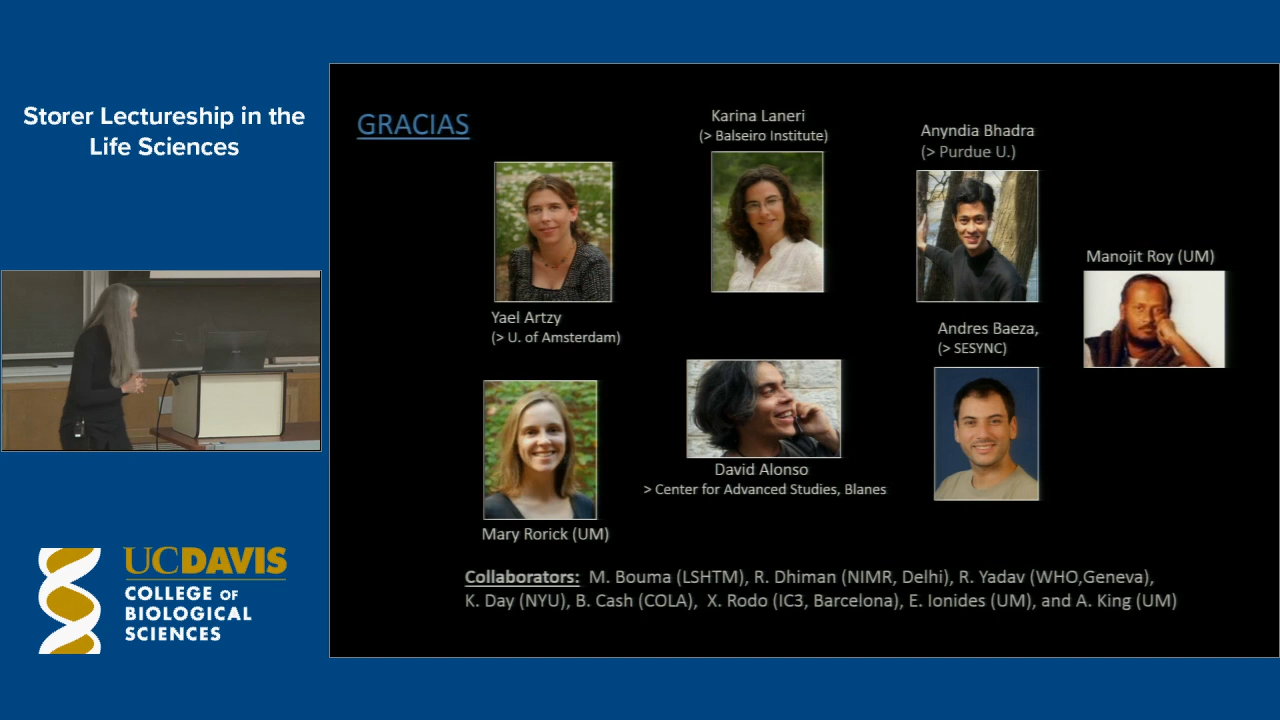 Storer Lectureship in the
Life Sciences
UCDAVIS
COLLEGE OF
BIOLOGICAL
SCIENCES
GRACIAS
Karina Laneri
(> Balseiro Institute)
Anyndia Bhadra
(> Purdue U.)
Manojit Roy (UM)
Yael Artzy
(> U. of Amsterdam)
Andres Baeza,
(> SESYNC)
David Alonso
> Center for Advanced Studies, Blanes
Mary Rorick (UM)
Collaborators: M. Bouma (LSHTM), R. Dhiman (NIMR, Delhi), R. Yadav (WHO,Geneva),
K. Day (NYU), B. Cash (COLA), X. Rodo (IC3, Barcelona), E. Ionides (UM), and A. King (UM)